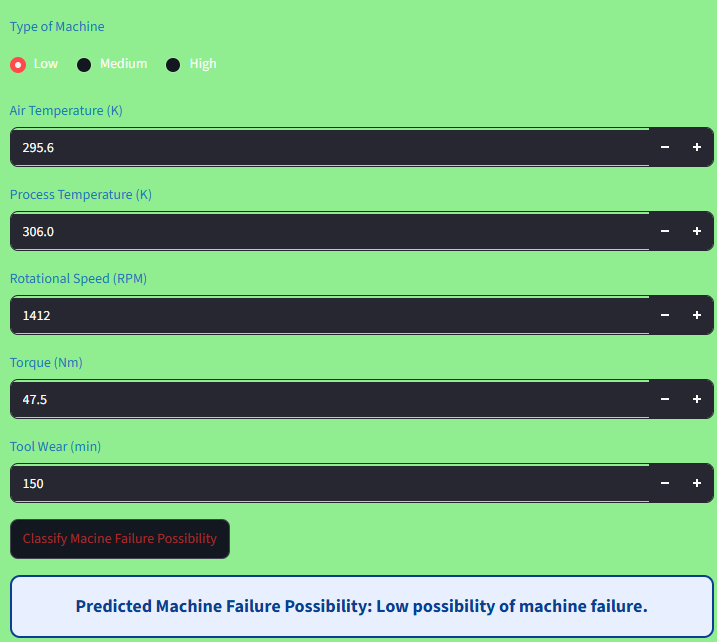 Type of Machine
Low Medium High
Air Temperature (K)
295.6
Process Temperature (K)
306.0
Rotational Speed (RPM)
1412
Torque (Nm)
47.5
Tool Wear (min)
150
Classify Macine Failure Possibility
Predicted Machine Failure Possibility: Low possibility of machine failure.